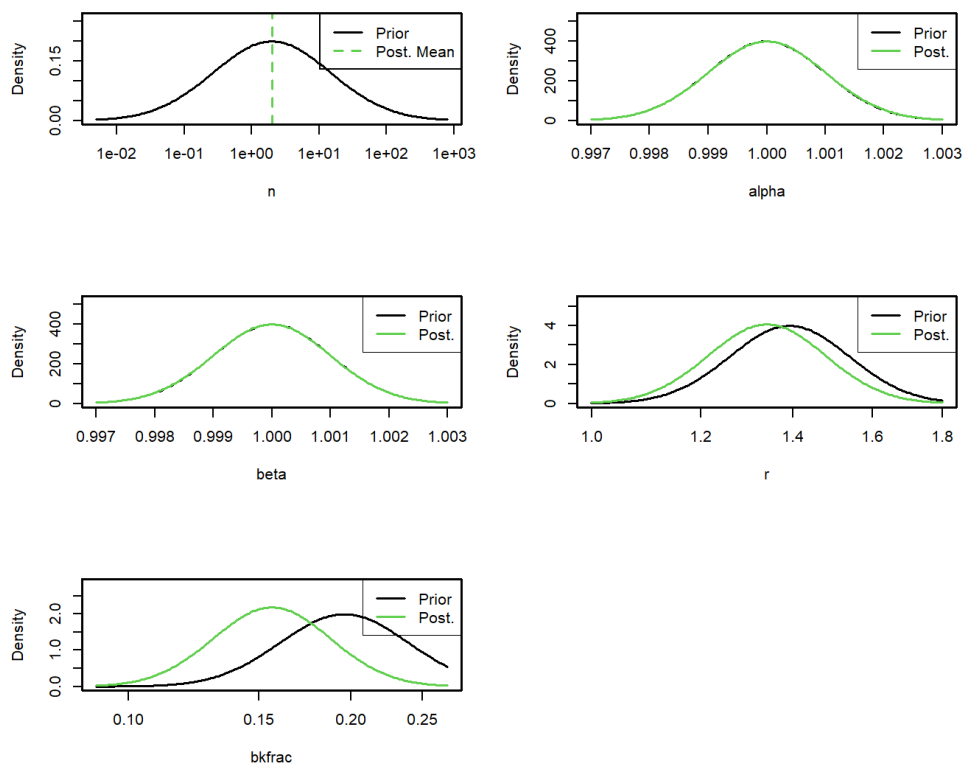 Density
0.00 0.15
Prior
Post. Mean
1e-02 1e-01 1e+00 1e+01 1e+02 1e+03
n
Density
0 200 400
Prior
Post.
0.997 0.998 0.999 1.000 1.001 1.002 1.003
alpha
Density
0 200 400
Prior
Post.
0.997 0.998 0.999 1.000 1.001 1.002 1.003
beta
Density
0 2 4
Prior
Post.
1.0 1.2 1.4 1.6 1.8
r
Density
0.0 1.0 2.0
Prior
Post.
0.10 0.15 0.20 0.25
bkfrac